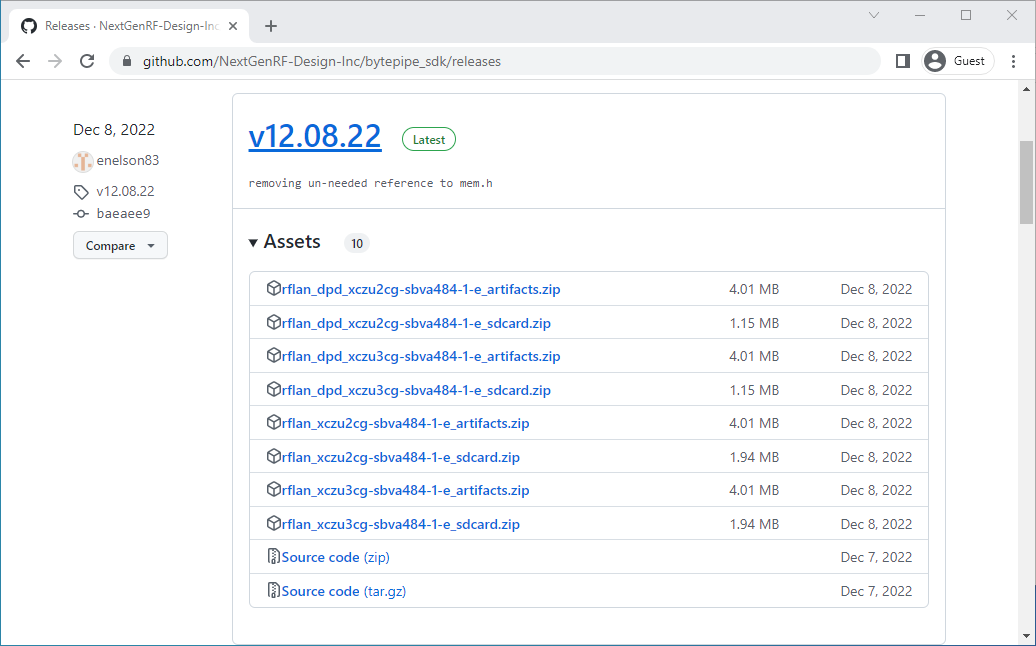 Releases · NextGenRF-Design-Inc
github.com/NextGenRF-Design-Inc/bytepipe_sdk/releases
Guest
Dec 8, 2022
enelson83
v12.08.22
baeaee9
Compare
v12.08.22 Latest
removing un-needed reference to mem.h
Assets 10
rflan_dpd_xczu2cg-sbva484-1-e_artifacts.zip 4.01 MB Dec 8, 2022
rflan_dpd_xczu2cg-sbva484-1-e_sdcard.zip 1.15 MB Dec 8, 2022
rflan_dpd_xczu3cg-sbva484-1-e_artifacts.zip 4.01 MB Dec 8, 2022
rflan_dpd_xczu3cg-sbva484-1-e_sdcard.zip 1.15 MB Dec 8, 2022
rflan_xczu2cg-sbva484-1-e_artifacts.zip 4.01 MB Dec 8, 2022
rflan_xczu2cg-sbva484-1-e_sdcard.zip 1.94 MB Dec 8, 2022
rflan_xczu3cg-sbva484-1-e_artifacts.zip 4.01 MB Dec 8, 2022
rflan_xczu3cg-sbva484-1-e_sdcard.zip 1.94 MB Dec 8, 2022
Source code (zip) Dec 7, 2022
Source code (tar.gz) Dec 7, 2022